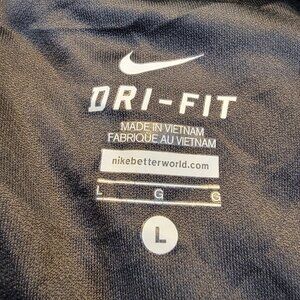 DRI-FIT
MADE IN VIETNAM
FABRIQUÉ AU VIETNAM
nikebetterworld.com
L G G
L